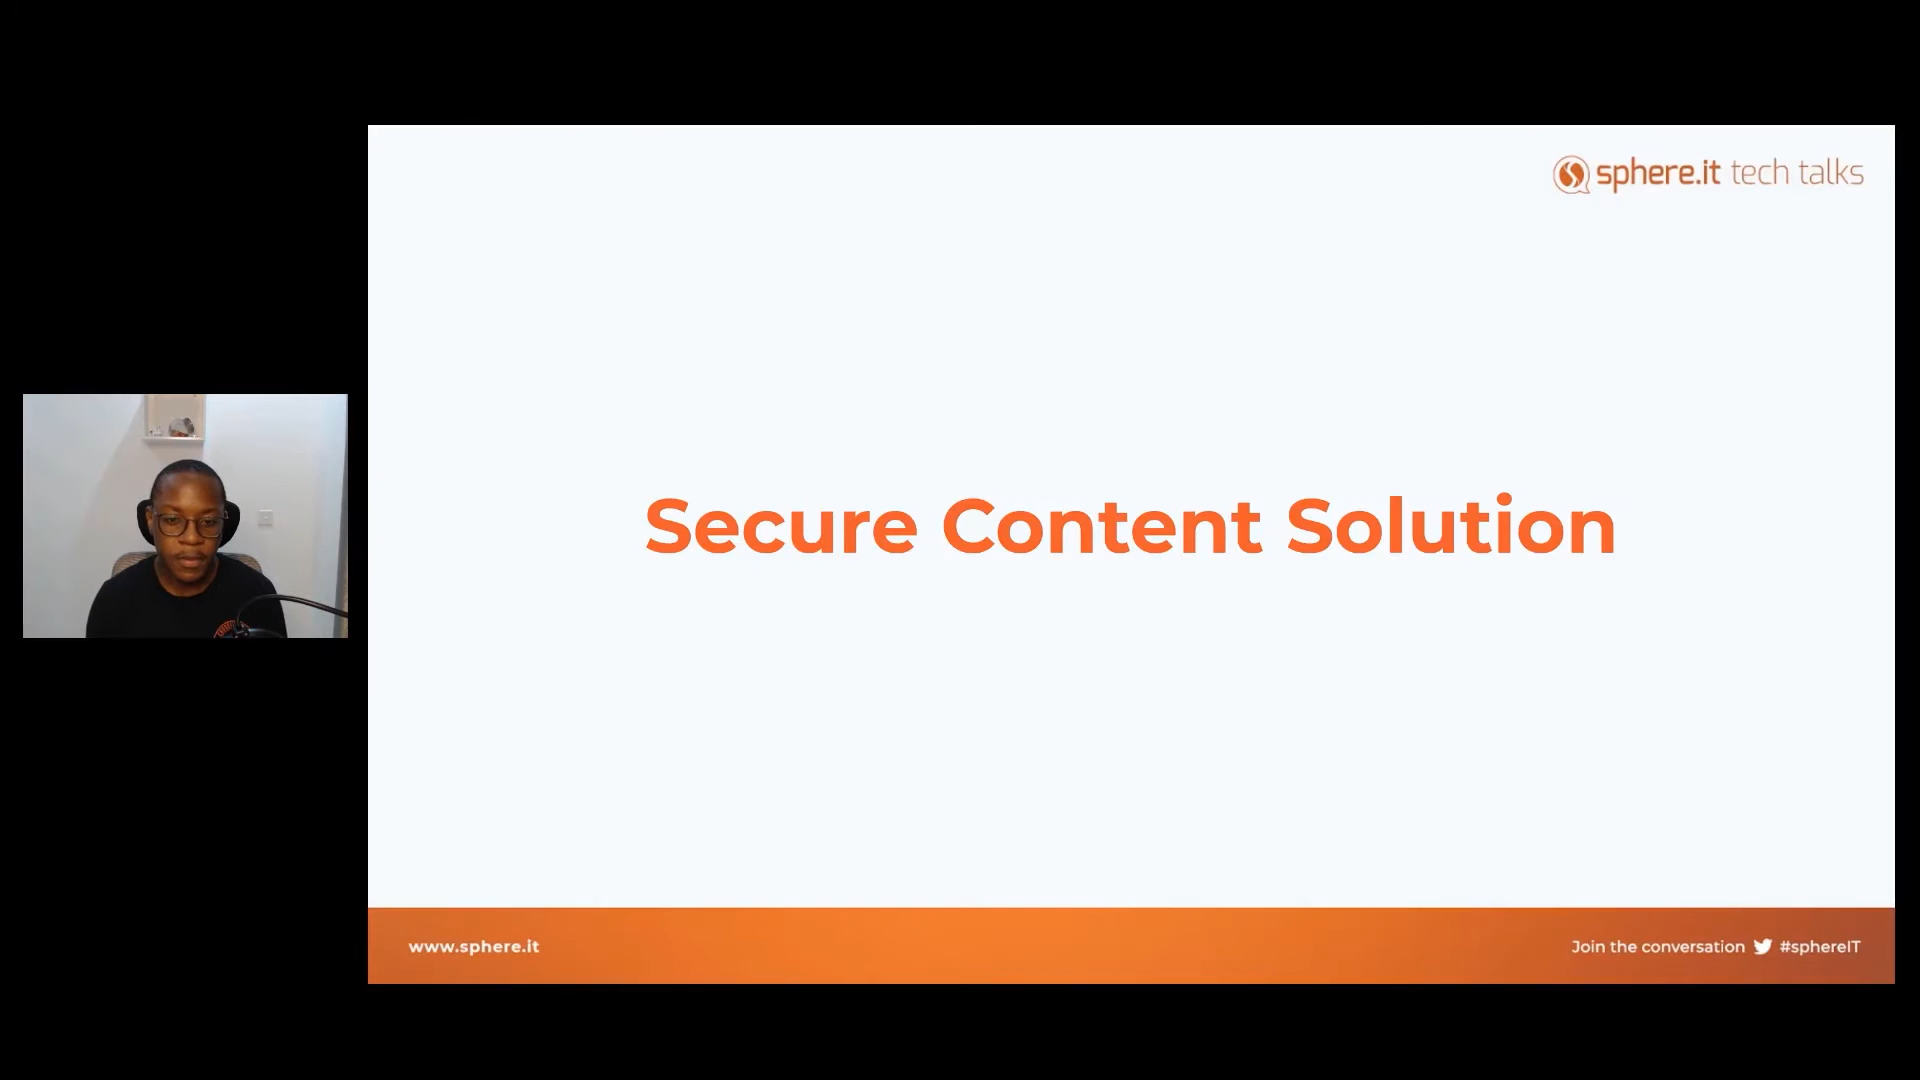 sphere.it tech talks
Secure Content Solution
www.sphere.it
Join the conversation #sphereIT